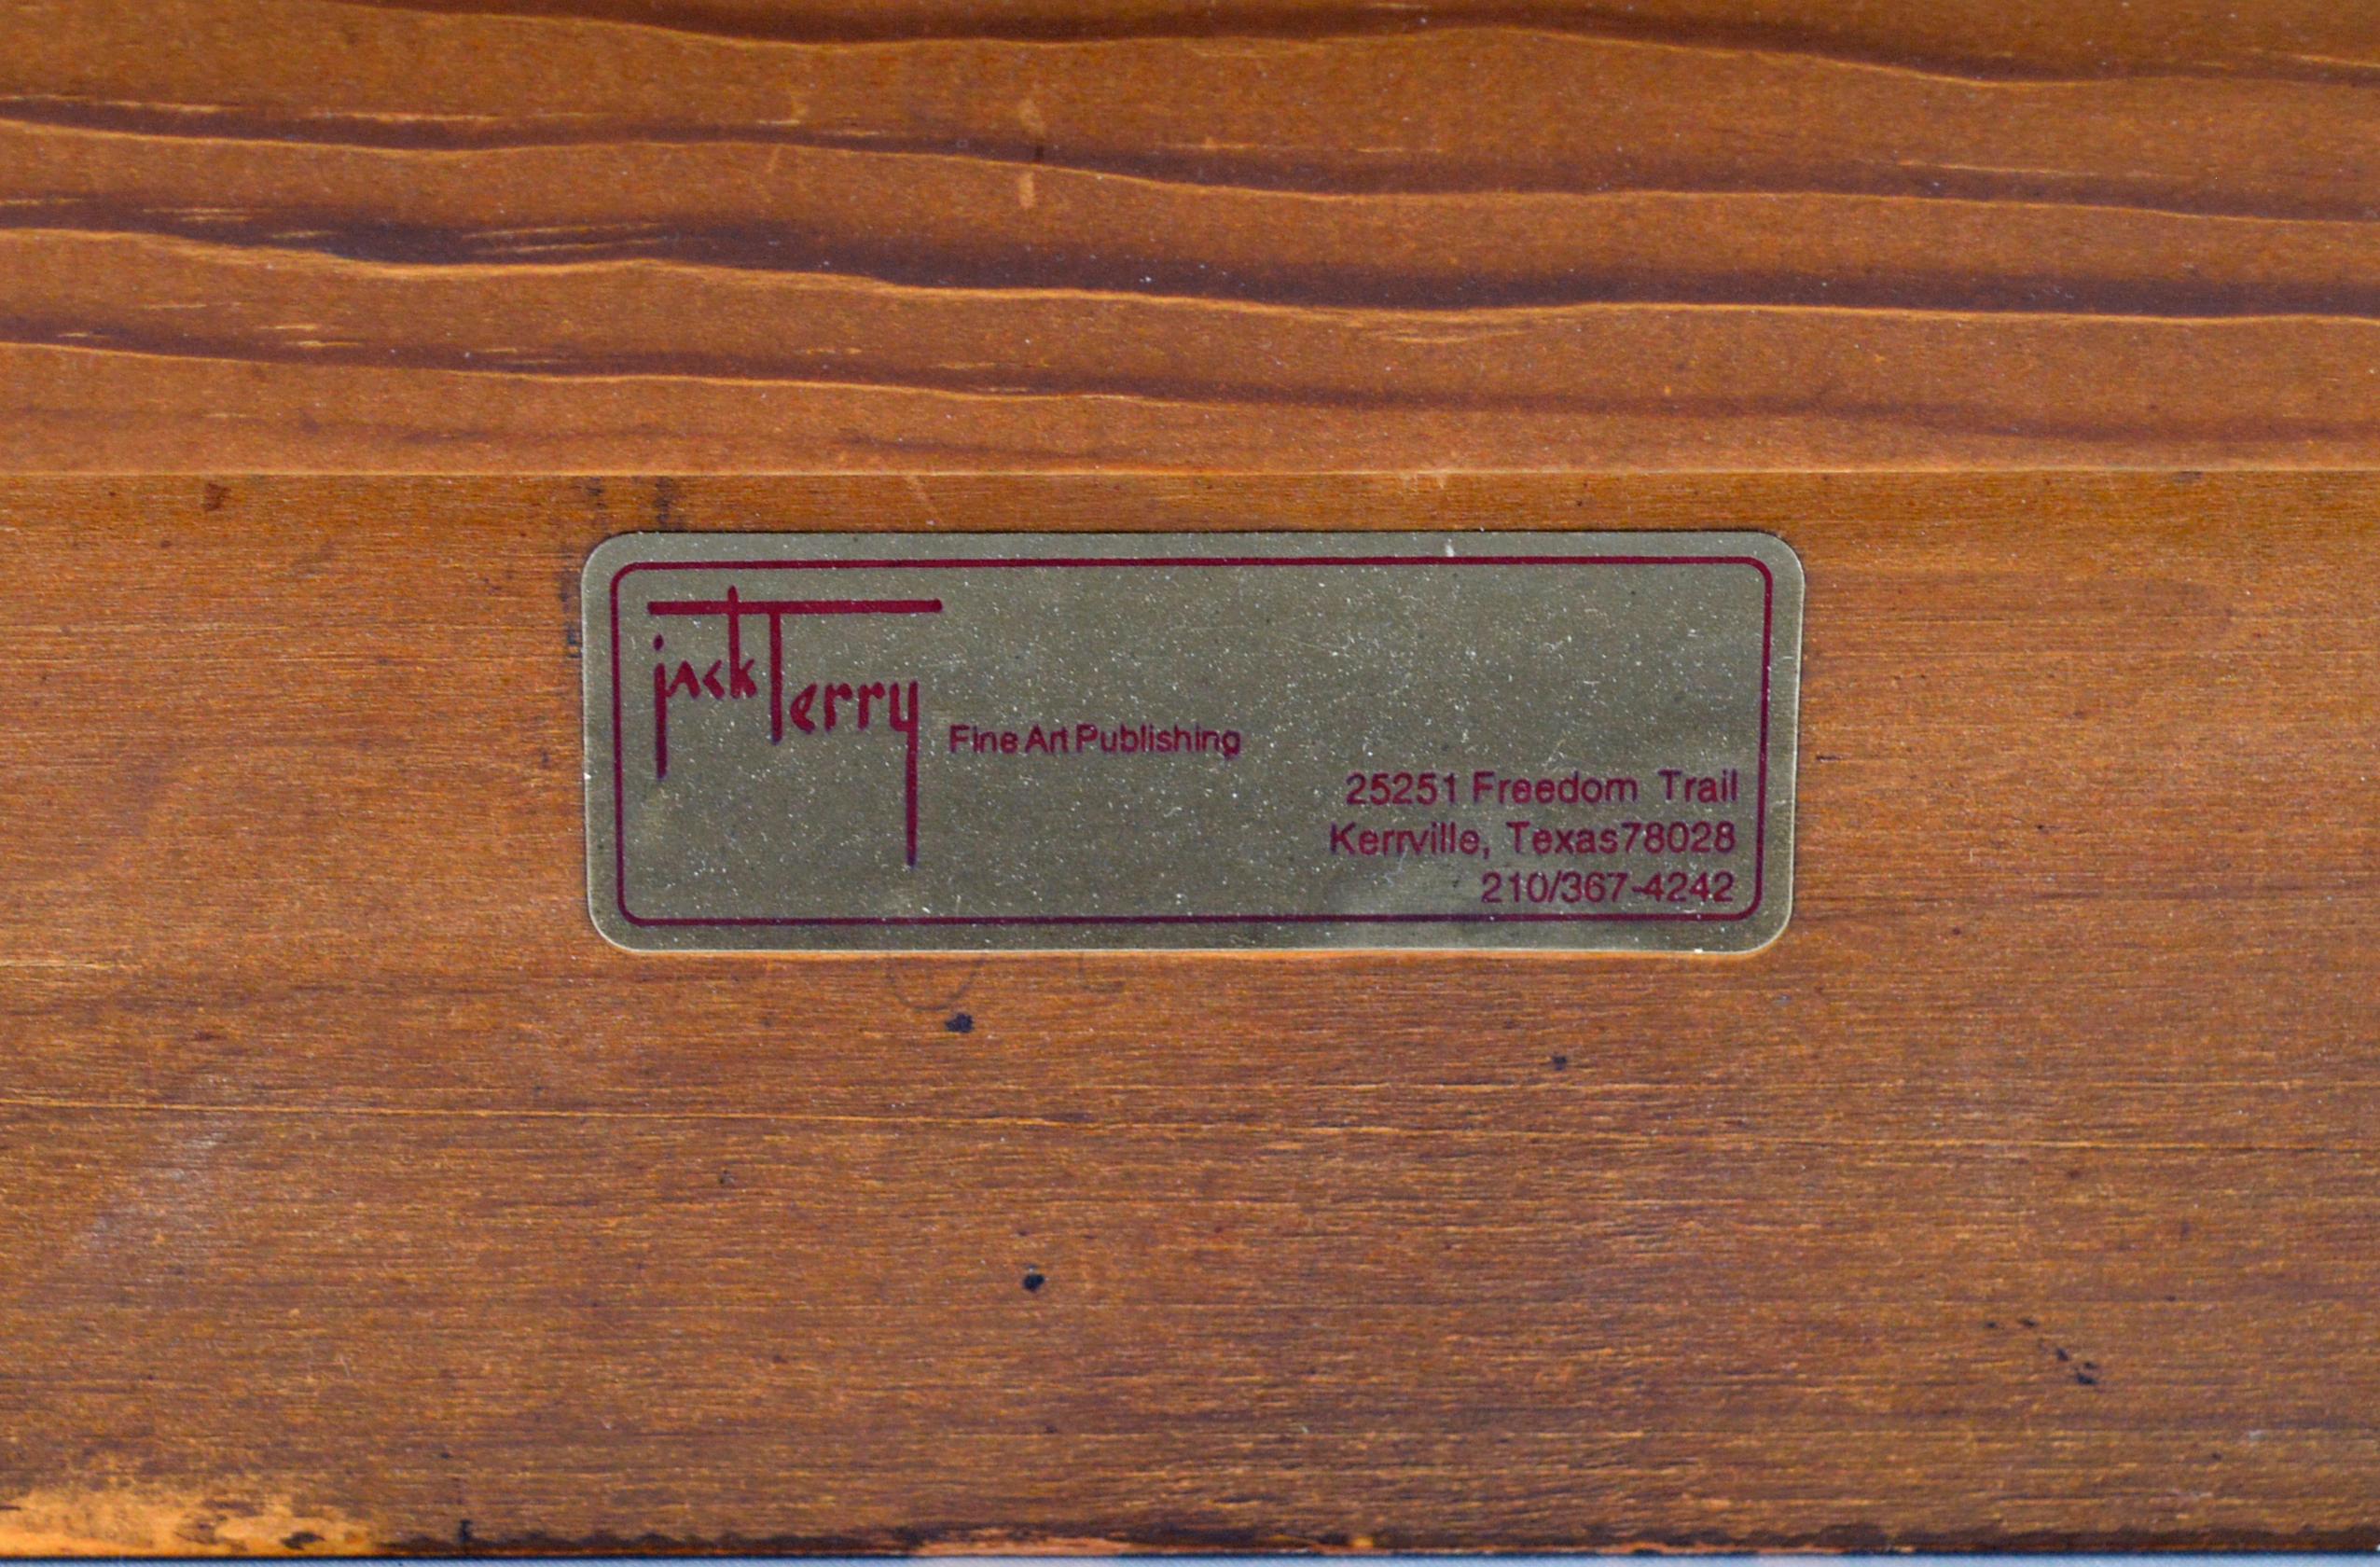 jack Terry
Fine Art Publishing
25251 Freedom Trail
Kerrville, Texas78028
210/367-4242